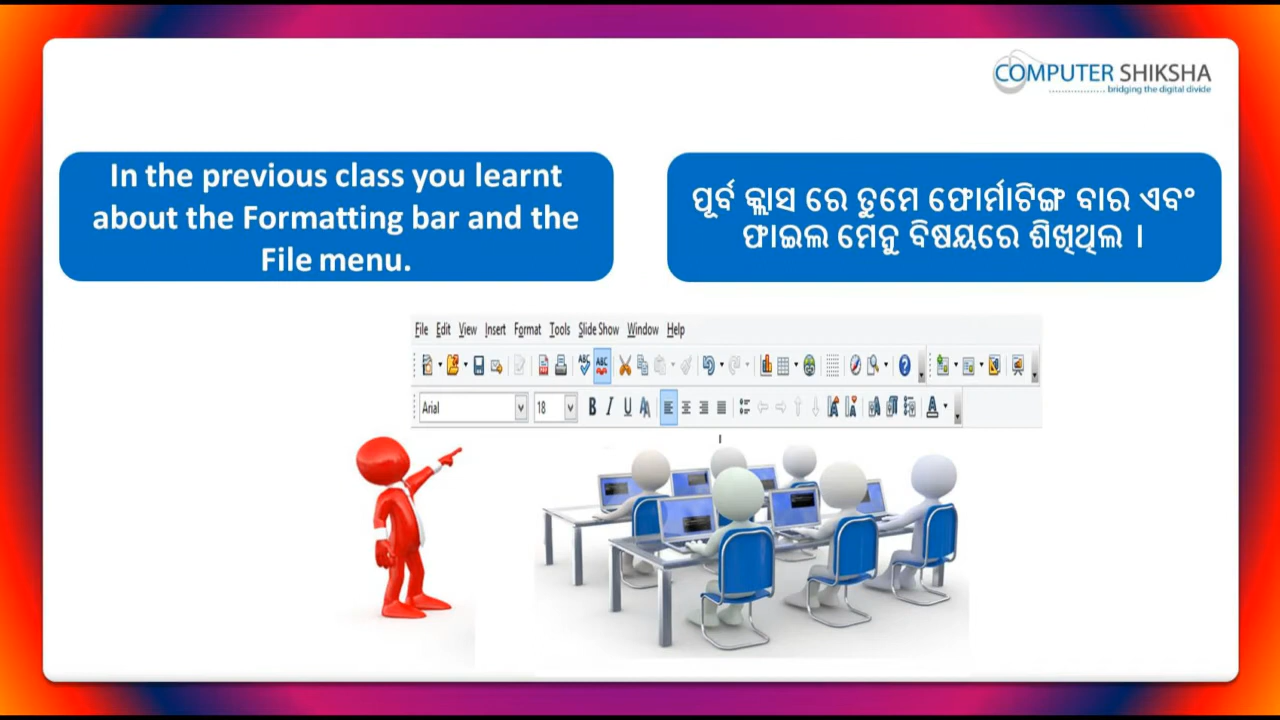 COMPUTER SHIKSHA
bridging the digital divide
In the previous class you learnt
about the Formatting bar and the
File menu.
ପୂର୍ବ କ୍ଲାସ ରେ ତୁମେ ଫୋର୍ମାଟିଙ୍ଗ ବାର ଏବଂ
ଫାଇଲ ମେନୁ ବିଷୟରେ ଶିଖିଥିଲ ।
File Edit View Insert Format Tools Slide Show Window Help
Arial 18 B I U